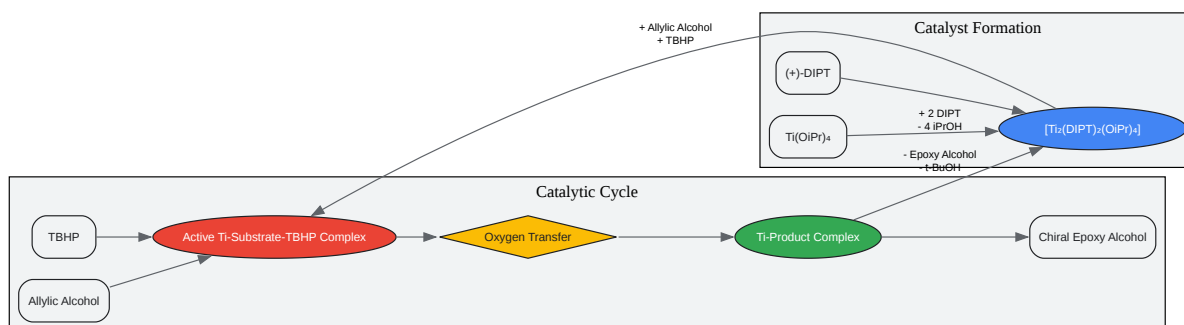 + Allylic Alcohol
+ TBHP
Catalyst Formation
(+)-DIPT
+ 2 DIPT
- 4 iPrOH
Ti(OiPr)₄
[Ti₂(DIPT)₂(OiPr)₄]
- Epoxy Alcohol
- t-BuOH
Catalytic Cycle
TBHP
Active Ti-Substrate-TBHP Complex
Oxygen Transfer
Ti-Product Complex
Chiral Epoxy Alcohol
Allylic Alcohol